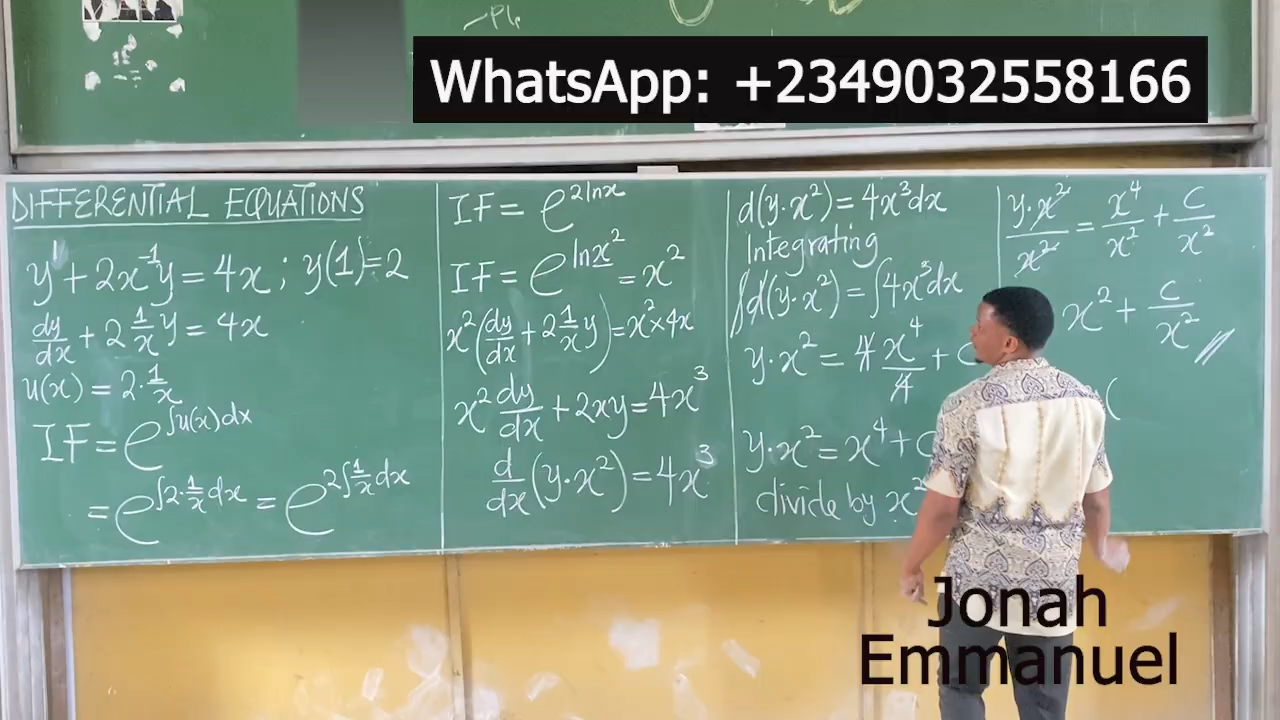 WhatsApp: +2349032558166
DIFFERENTIAL EQUATIONS
y' + 2x⁻¹y = 4x ; y(1) = 2
dy/dx + 2 1/x y = 4x
u(x) = 2·1/x
IF = e^∫u(x)dx
= e^∫2·1/x dx = e^2∫1/x dx
IF = e^2lnx
IF = e^lnx² = x²
x²(dy/dx + 2 1/x y) = x² × 4x
x² dy/dx + 2xy = 4x³
d/dx (y·x²) = 4x³
d(y·x²) = 4x³dx
Integrating
∫d(y·x²) = ∫4x³dx
y·x² = 4 x⁴/4 + C
y·x² = x⁴ + C
divide by x²
y·x²/x² = x⁴/x² + C/x²
x² + C/x² //
(
Jonah
Emmanuel